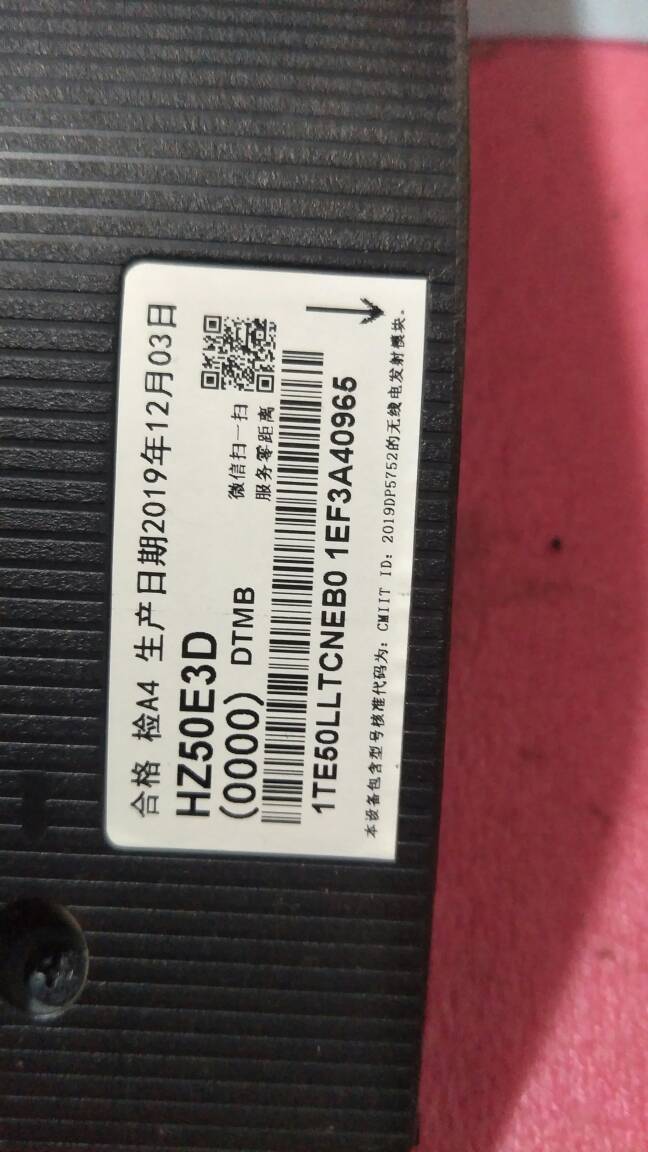 合格 检A4 生产日期2019年12月03日
HZ50E3D
(0000) DTMB
微信扫一扫
服务零距离
1TE50LLTCNEB01EF3A40965
本设备包含型号核准代码为: CMIIT ID: 2019DP5752的无线电发射模块。